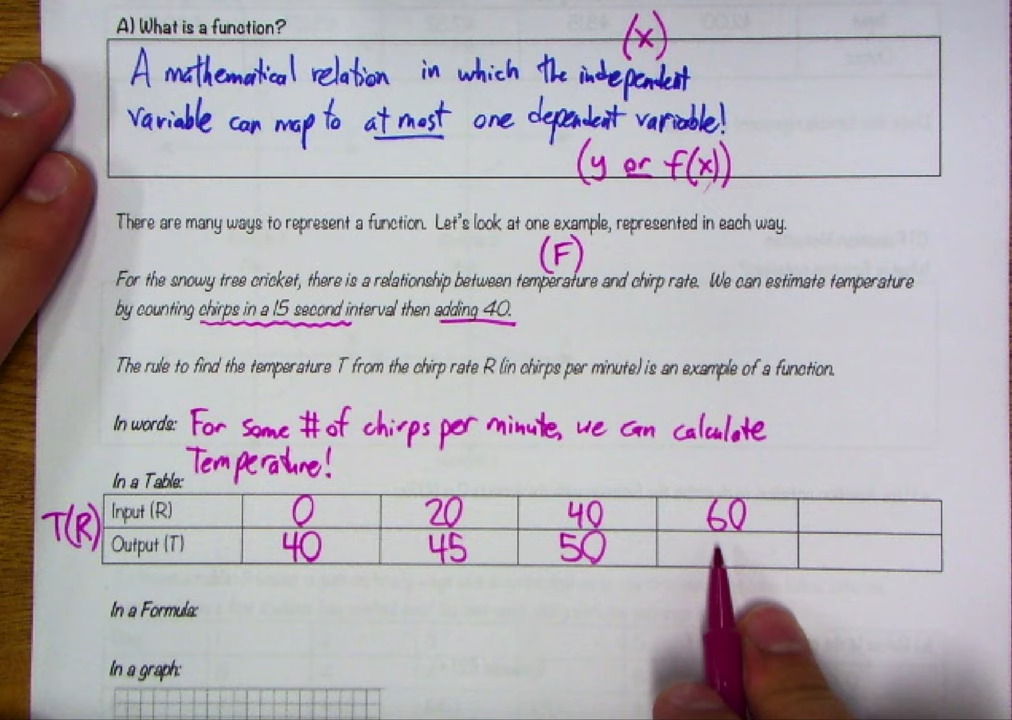 A) What is a function?
(x)
A mathematical relation in which the independent
variable can map to at most one dependent variable!
(y or f(x))
There are many ways to represent a function. Let's look at one example, represented in each way.
(F)
For the snowy tree cricket, there is a relationship between temperature and chirp rate. We can estimate temperature
by counting chirps in a 15 second interval then adding 40.
The rule to find the temperature T from the chirp rate R (in chirps per minute) is an example of a function.
In words: For some # of chirps per minute, we can calculate
Temperature!
In a Table:
T(R)
Input (R) 0 20 40 60
Output (T) 40 45 50
In a Formula:
In a graph: